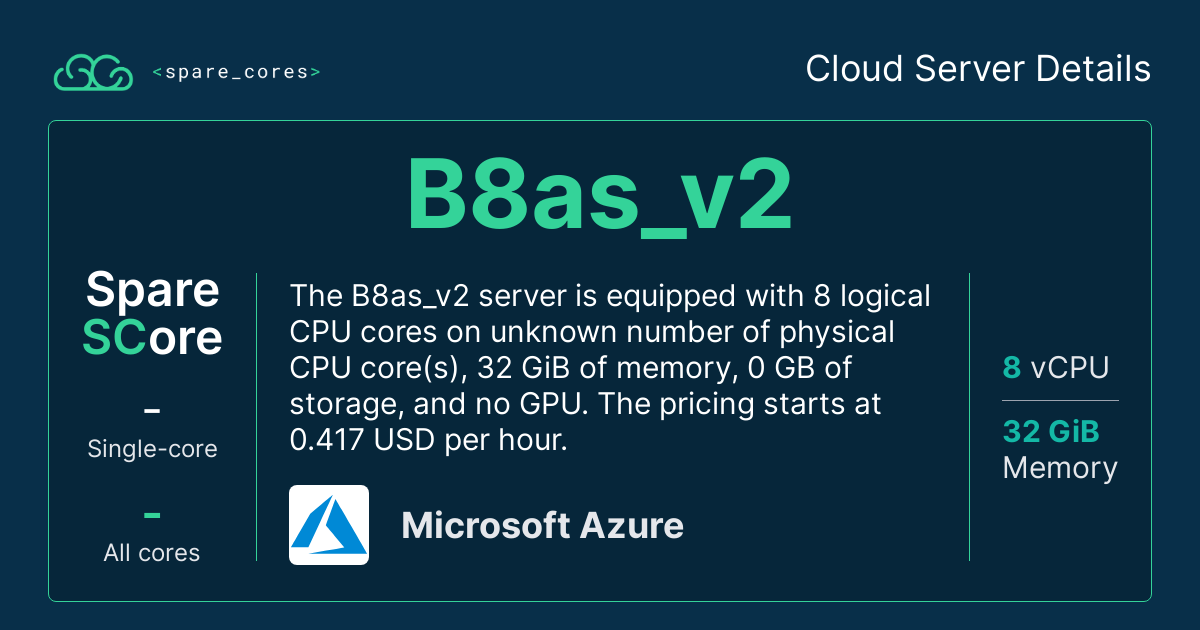 <spare_cores>
Cloud Server Details
B8as_v2
Spare
SCore
–
Single-core
–
All cores
The B8as_v2 server is equipped with 8 logical
CPU cores on unknown number of physical
CPU core(s), 32 GiB of memory, 0 GB of
storage, and no GPU. The pricing starts at
0.417 USD per hour.
Microsoft Azure
8 vCPU
32 GiB
Memory